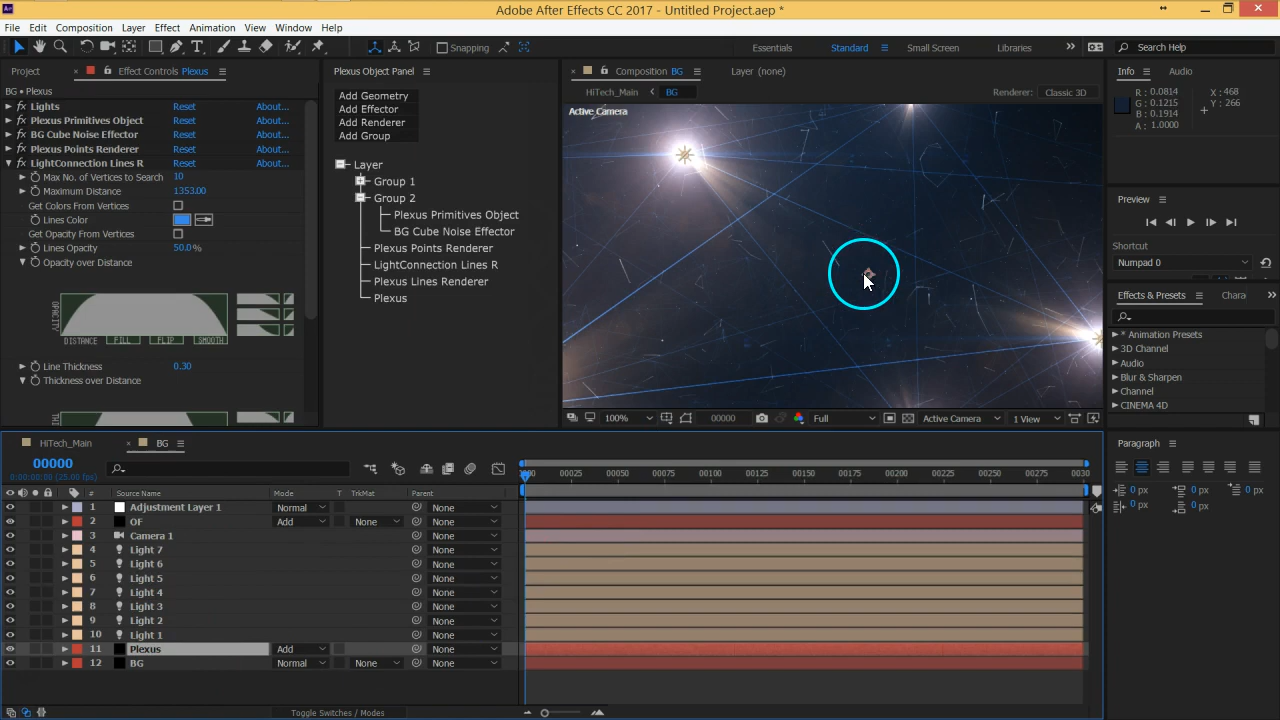 Adobe After Effects CC 2017 - Untitled Project.aep *
File Edit Composition Layer Effect Animation View Window Help
Snapping
Essentials Standard Small Screen Libraries Search Help
Project Effect Controls Plexus
BG • Plexus
Lights Reset About...
Plexus Primitives Object Reset About...
BG Cube Noise Effector Reset About...
Plexus Points Renderer Reset About...
LightConnection Lines R Reset About...
Max No. of Vertices to Search 10
Maximum Distance 1353.00
Get Colors From Vertices
Lines Color
Get Opacity From Vertices
Lines Opacity 50.0 %
Opacity over Distance
OPACITY
DISTANCE FILL FLIP SMOOTH
Line Thickness 0.30
Thickness over Distance
Plexus Object Panel
Add Geometry
Add Effector
Add Renderer
Add Group
Layer
Group 1
Group 2
Plexus Primitives Object
BG Cube Noise Effector
Plexus Points Renderer
LightConnection Lines R
Plexus Lines Renderer
Plexus
Composition BG Layer (none)
HiTech_Main BG Renderer: Classic 3D
Active Camera
100% 00000 Full Active Camera 1 View
Info Audio
R : 0.0814 X : 468
G : 0.1215 Y : 266
B : 0.1914
A : 1.0000
Preview
Shortcut
Numpad 0
Effects & Presets Chara
* Animation Presets
3D Channel
Audio
Blur & Sharpen
Channel
CINEMA 4D
Paragraph
0 px 0 px 0 px
0 px 0 px
HiTech_Main BG
00000
0:00:00:00 (25.00 fps)
00025 00050 00075 00100 00125 00150 00175 00200 00225 00250 00275 0030
# Source Name Mode T TrkMat Parent
1 Adjustment Layer 1 Normal None
2 OF Add None None
3 Camera 1 None
4 Light 7 None
5 Light 6 None
6 Light 5 None
7 Light 4 None
8 Light 3 None
9 Light 2 None
10 Light 1 None
11 Plexus Add None
12 BG Normal None None
Toggle Switches / Modes